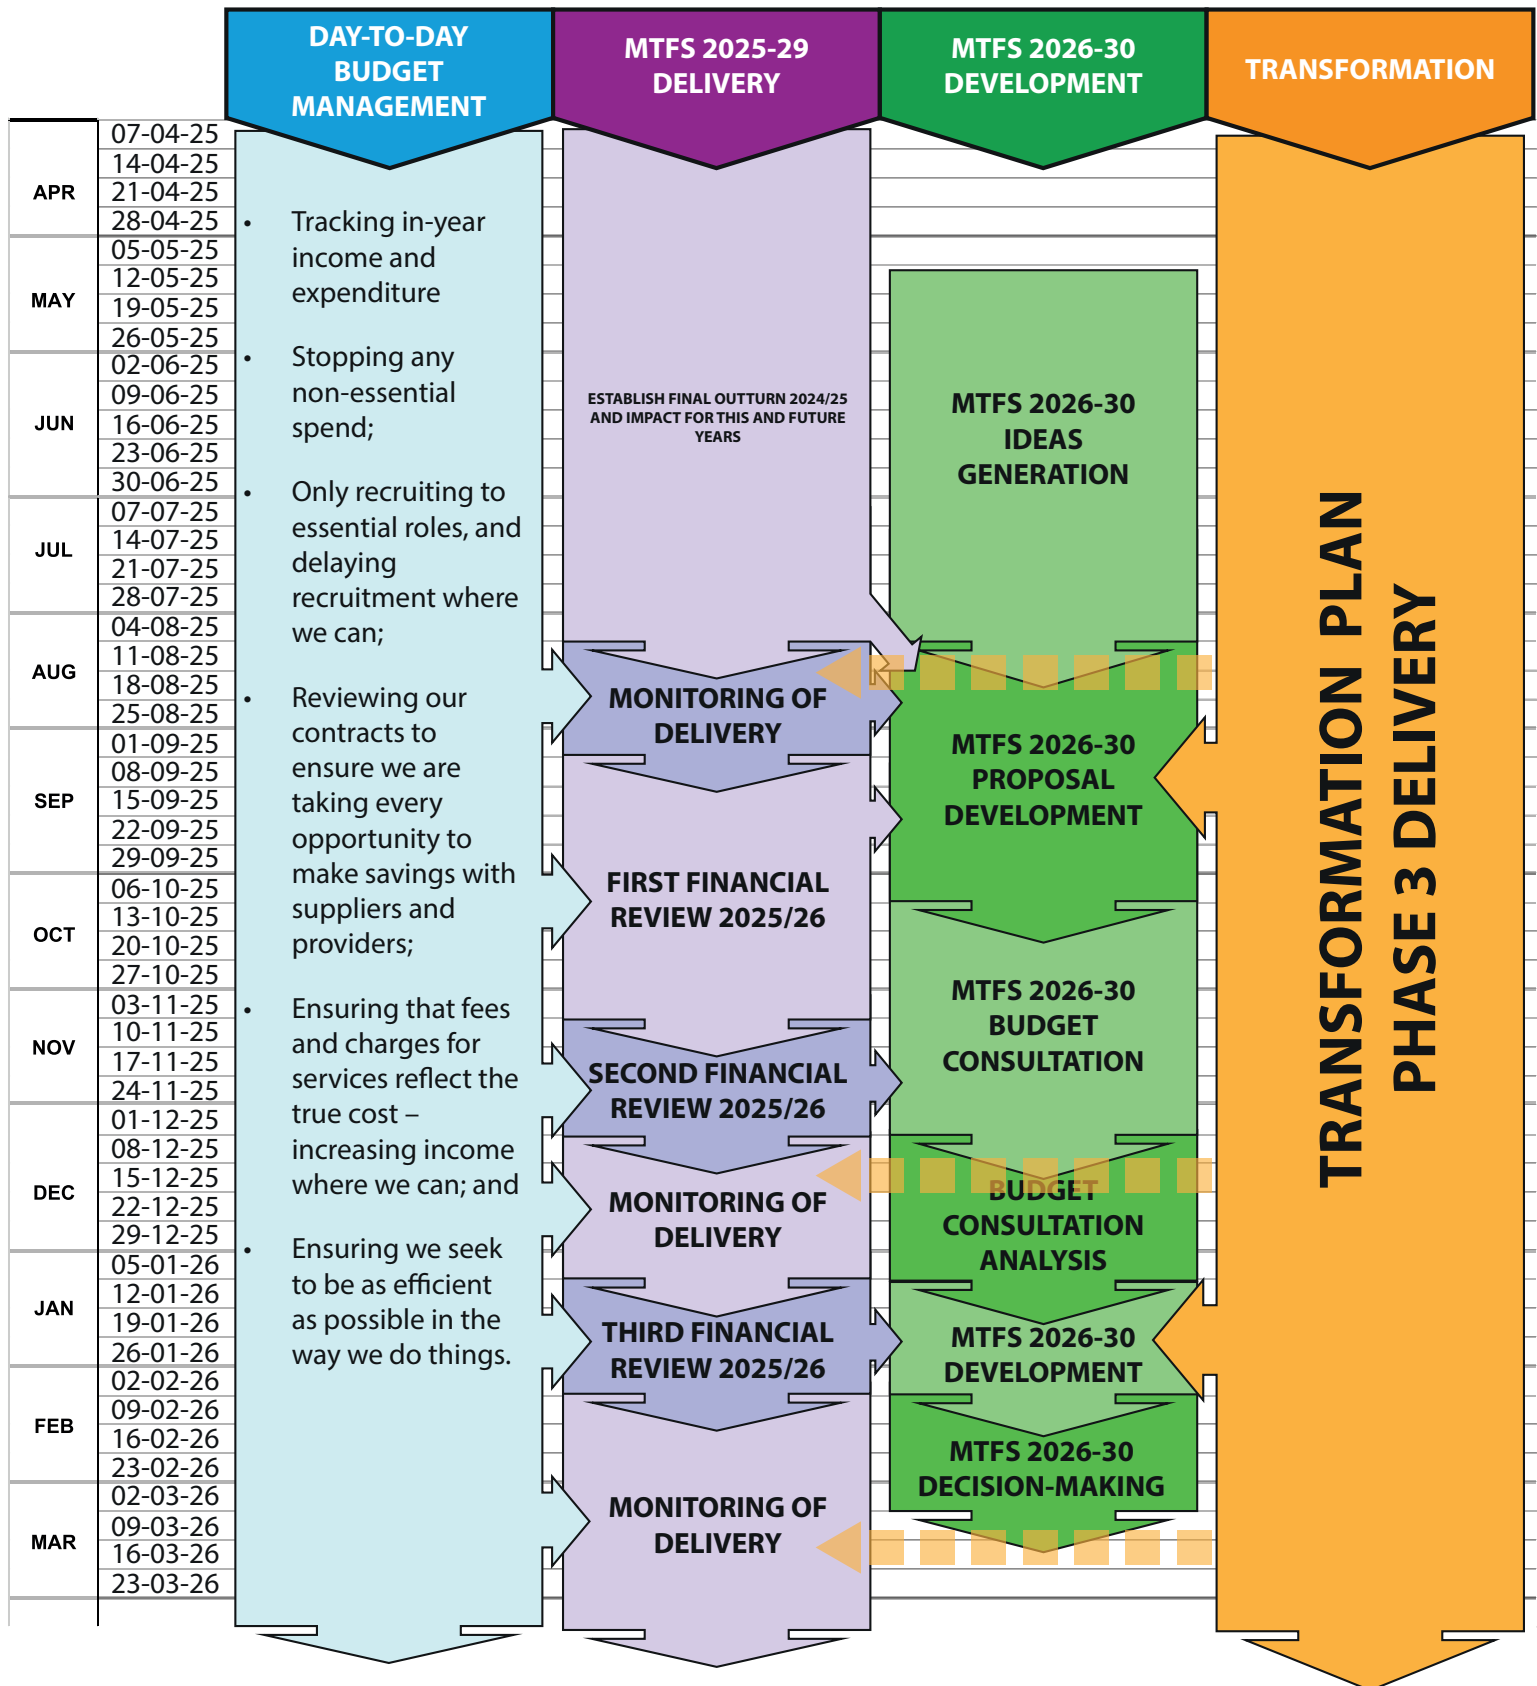 DAY-TO-DAY
BUDGET
MANAGEMENT
MTFS 2025-29
DELIVERY
MTFS 2026-30
DEVELOPMENT
TRANSFORMATION
APR
07-04-25
14-04-25
21-04-25
28-04-25
MAY
05-05-25
12-05-25
19-05-25
26-05-25
JUN
02-06-25
09-06-25
16-06-25
23-06-25
30-06-25
JUL
07-07-25
14-07-25
21-07-25
28-07-25
AUG
04-08-25
11-08-25
18-08-25
25-08-25
SEP
01-09-25
08-09-25
15-09-25
22-09-25
29-09-25
OCT
06-10-25
13-10-25
20-10-25
27-10-25
NOV
03-11-25
10-11-25
17-11-25
24-11-25
DEC
01-12-25
08-12-25
15-12-25
22-12-25
29-12-25
JAN
05-01-26
12-01-26
19-01-26
26-01-26
FEB
02-02-26
09-02-26
16-02-26
23-02-26
MAR
02-03-26
09-03-26
16-03-26
23-03-26
• Tracking in-year
income and
expenditure
• Stopping any
non-essential
spend;
• Only recruiting to
essential roles, and
delaying
recruitment where
we can;
• Reviewing our
contracts to
ensure we are
taking every
opportunity to
make savings with
suppliers and
providers;
• Ensuring that fees
and charges for
services reflect the
true cost –
increasing income
where we can; and
• Ensuring we seek
to be as efficient
as possible in the
way we do things.
ESTABLISH FINAL OUTTURN 2024/25
AND IMPACT FOR THIS AND FUTURE
YEARS
MONITORING OF
DELIVERY
FIRST FINANCIAL
REVIEW 2025/26
SECOND FINANCIAL
REVIEW 2025/26
MONITORING OF
DELIVERY
THIRD FINANCIAL
REVIEW 2025/26
MONITORING OF
DELIVERY
MTFS 2026-30
IDEAS
GENERATION
MTFS 2026-30
PROPOSAL
DEVELOPMENT
MTFS 2026-30
BUDGET
CONSULTATION
BUDGET
CONSULTATION
ANALYSIS
MTFS 2026-30
DEVELOPMENT
MTFS 2026-30
DECISION-MAKING
TRANSFORMATION PLAN
PHASE 3 DELIVERY